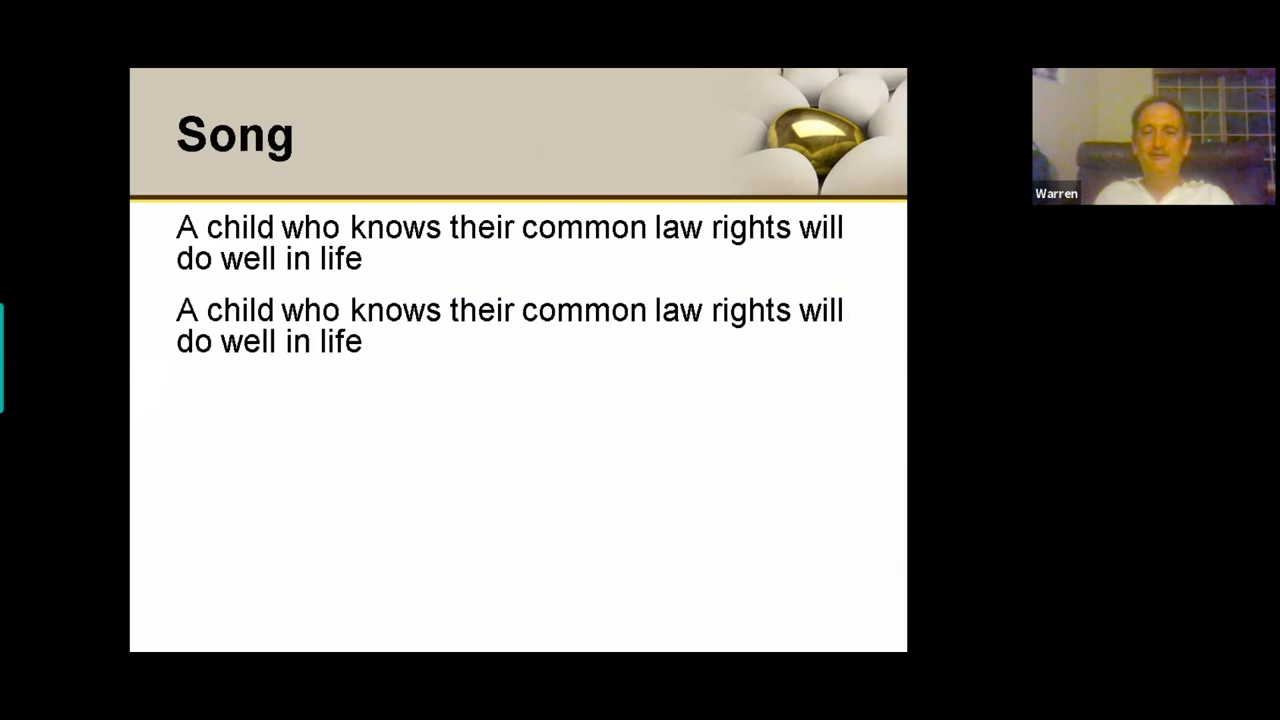 Song
A child who knows their common law rights will
do well in life
A child who knows their common law rights will
do well in life
Warren